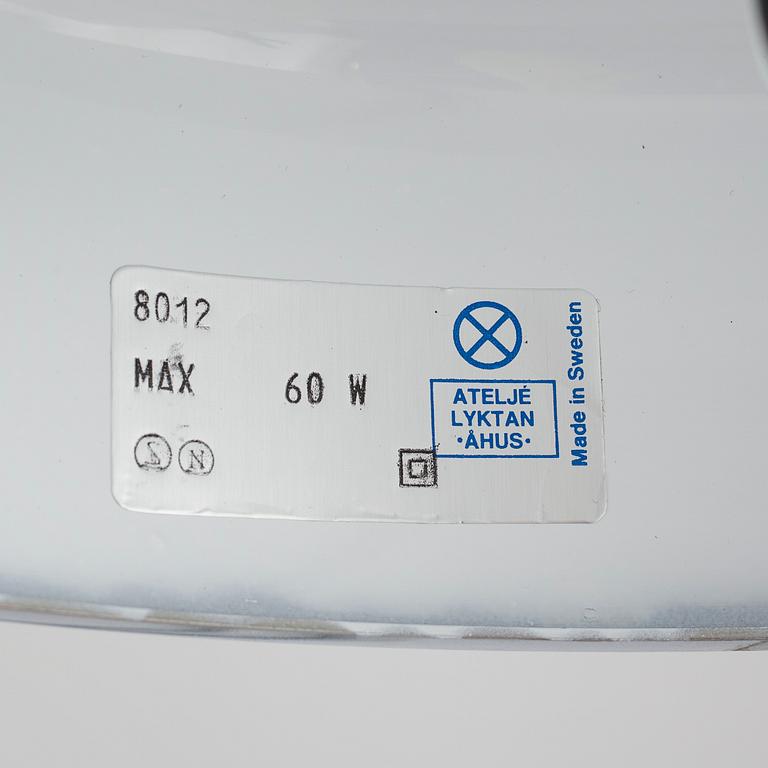 8012
MAX 60 W
S N
ATELJÉ
LYKTAN
·ÅHUS·
Made in Sweden